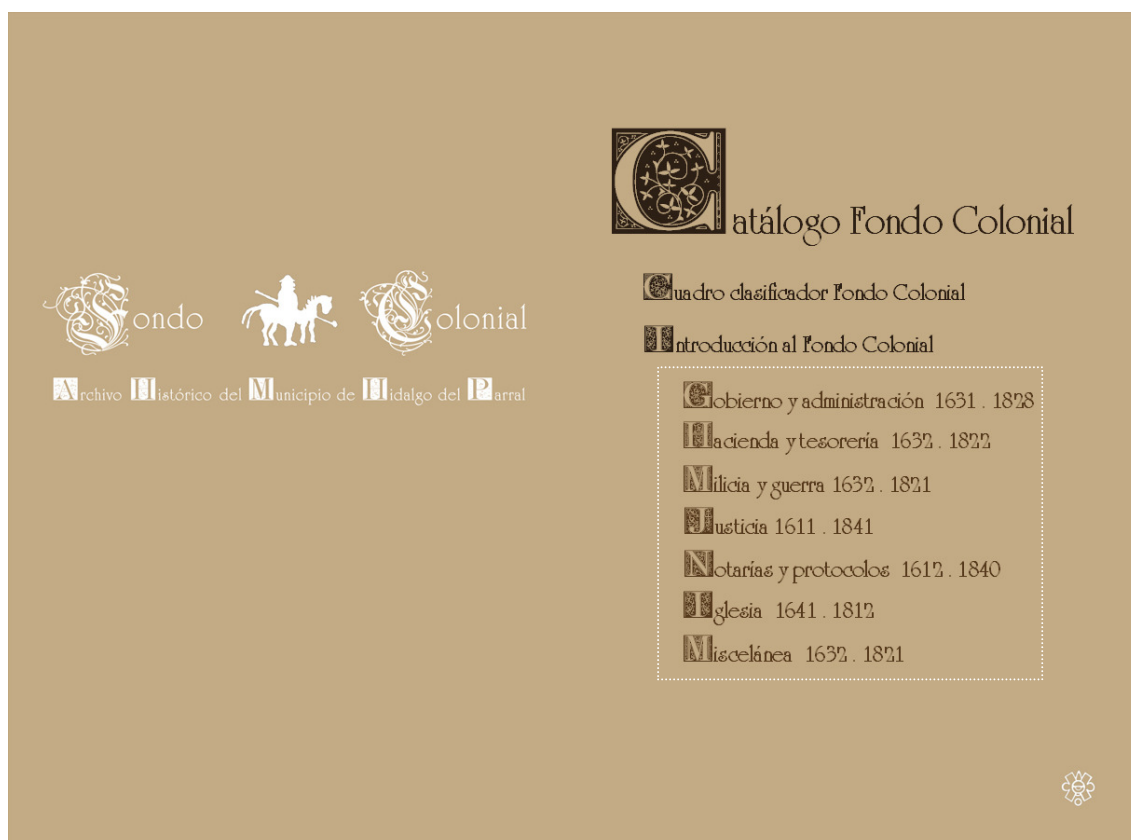 Fondo Colonial
Archivo Histórico del Municipio de Hidalgo del Parral
Catálogo Fondo Colonial
Cuadro clasificador Fondo Colonial
Introducción al Fondo Colonial
Gobierno y administración 1631 . 1828
Hacienda y tesorería 1632 . 1822
Milicia y guerra 1632 . 1821
Justicia 1611 . 1841
Notarías y protocolos 1612 . 1840
Iglesia 1641 . 1812
Miscelánea 1632 . 1821